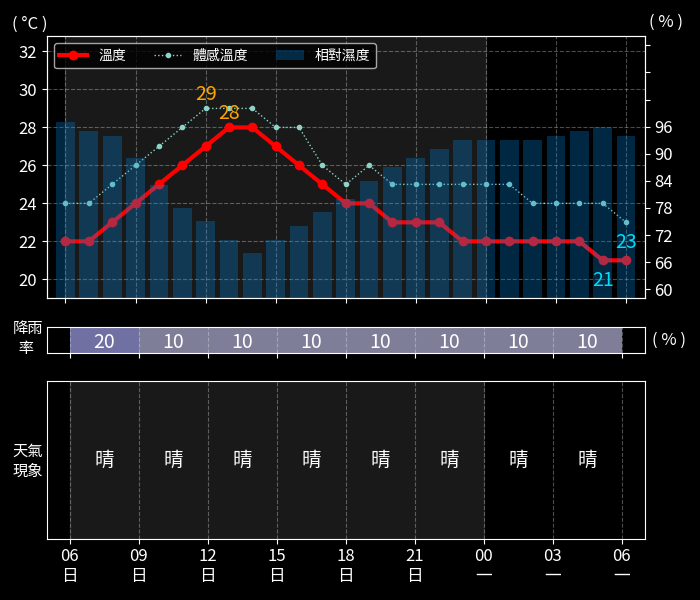 ( °C )
( % )
溫度 體感溫度 相對濕度
32
30
28
26
24
22
20
29
28
23
21
96
90
84
78
72
66
60
降雨
率
20 10 10 10 10 10 10 10
( % )
天氣
現象
晴 晴 晴 晴 晴 晴 晴 晴
06 09 12 15 18 21 00 03 06
日 日 日 日 日 日 一 一 一